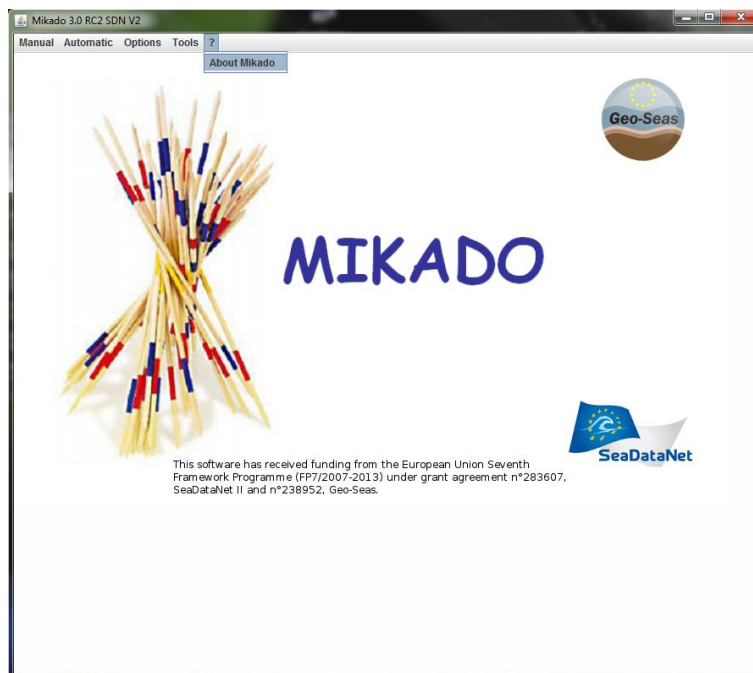 Mikado 3.0 RC2 SDN V2
Manual Automatic Options Tools ?
About Mikado
Geo-Seas
MIKADO
SeaDataNet
This software has received funding from the European Union Seventh
Framework Programme (FP7/2007-2013) under grant agreement n°283607,
SeaDataNet II and n°238952, Geo-Seas.